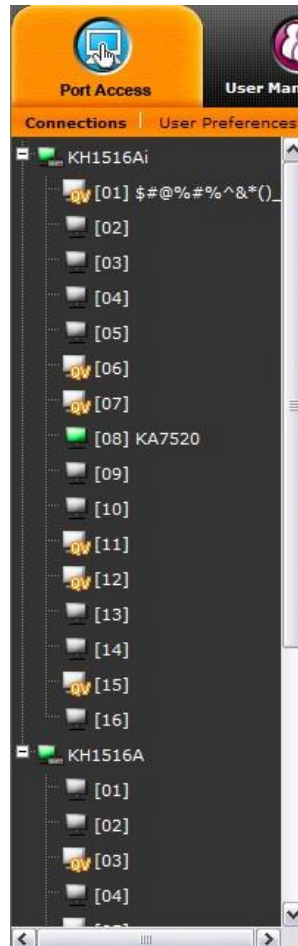 Port Access
User Man
Connections
User Preferences
KH1516Ai
QV [01] $#@%#%^&*()_
[02]
[03]
[04]
[05]
QV [06]
QV [07]
[08] KA7520
[09]
[10]
QV [11]
QV [12]
[13]
[14]
QV [15]
[16]
KH1516A
[01]
[02]
QV [03]
[04]